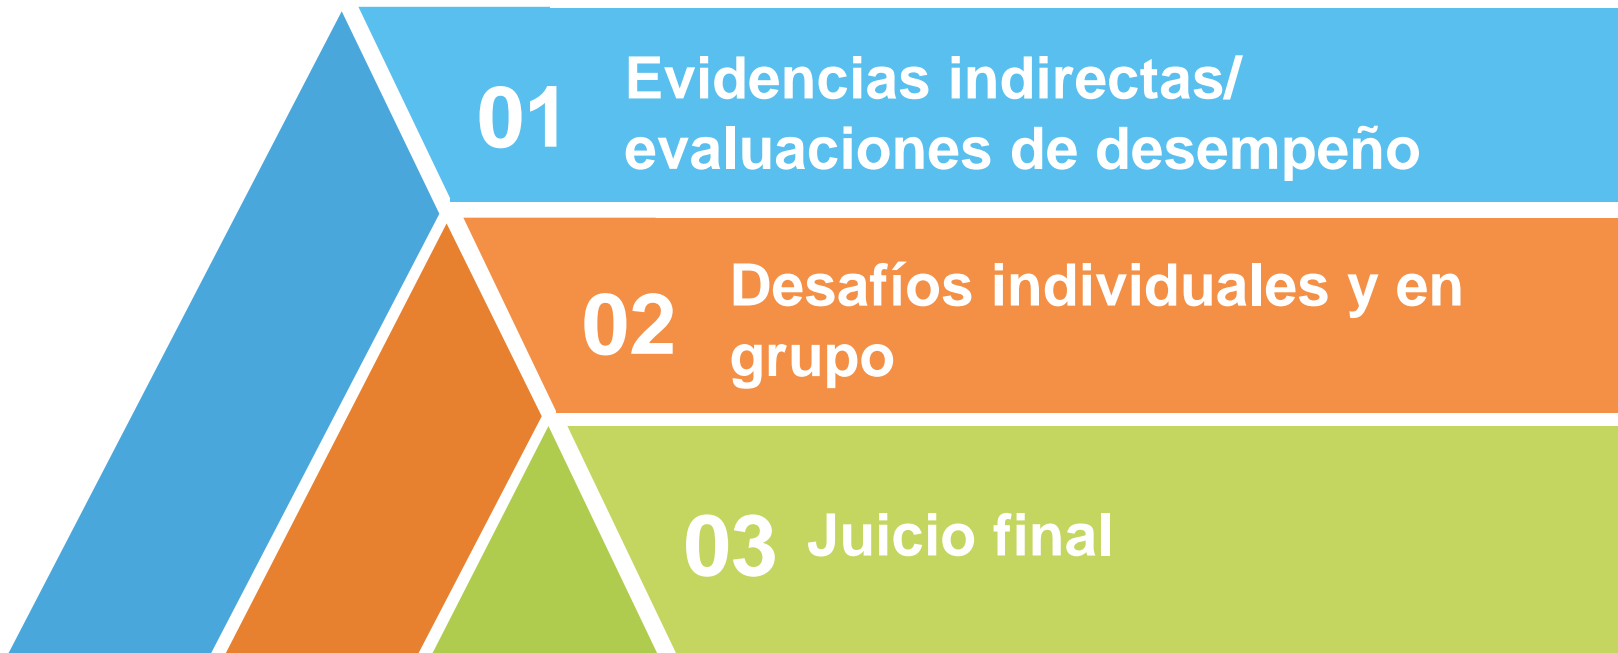 01
Evidencias indirectas/
evaluaciones de desempeño
02
Desafíos individuales y en
grupo
03
Juicio final